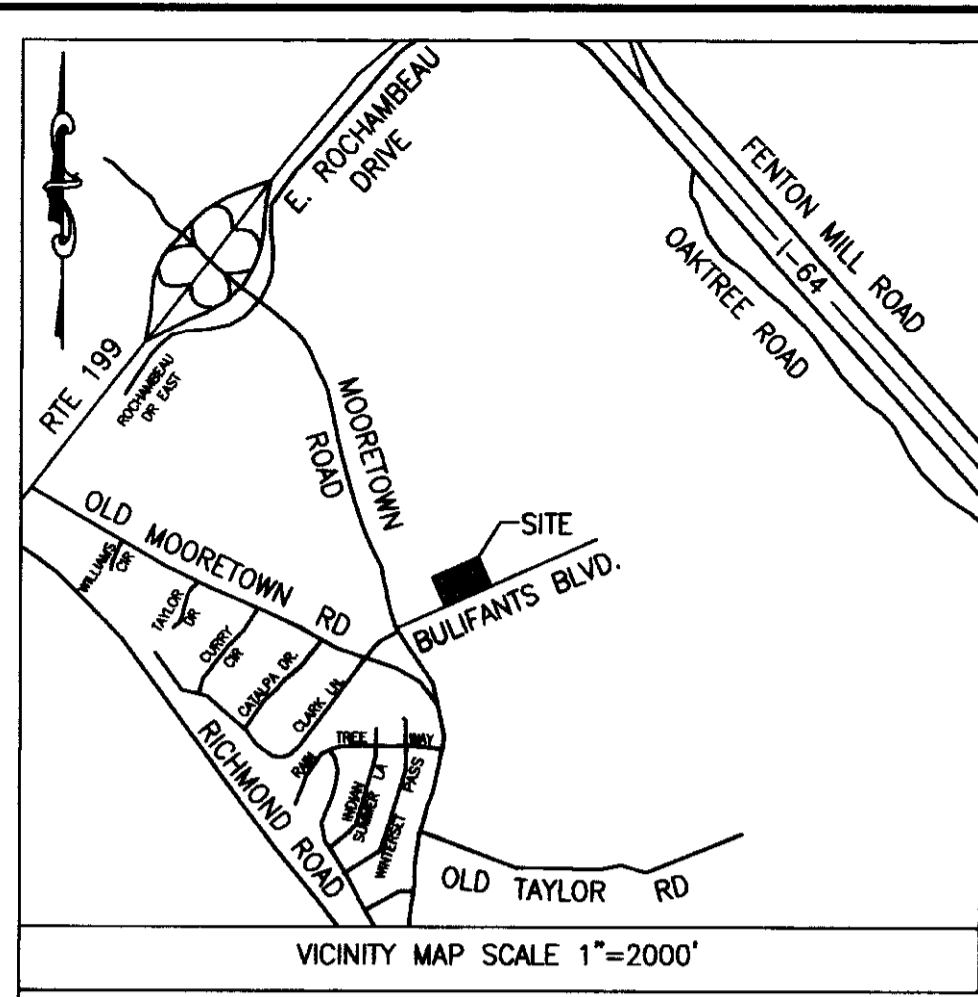 E. ROCHAMBEAU
DRIVE
FENTON MILL ROAD
I-64
OAKTREE ROAD
RTE 199
ROCHAMBEAU
DR EAST
MOORETOWN
ROAD
SITE
BULIFANTS BLVD.
OLD MOORETOWN RD
WILLIAMS
CIR
TAYLOR
DR
CURRY
CIR
CATALPA DR.
CLARK LN.
RAIN TREE WAY
INDIAN
SUMMER LA
WINTERSET PASS
RICHMOND ROAD
OLD TAYLOR RD
VICINITY MAP SCALE 1"=2000'